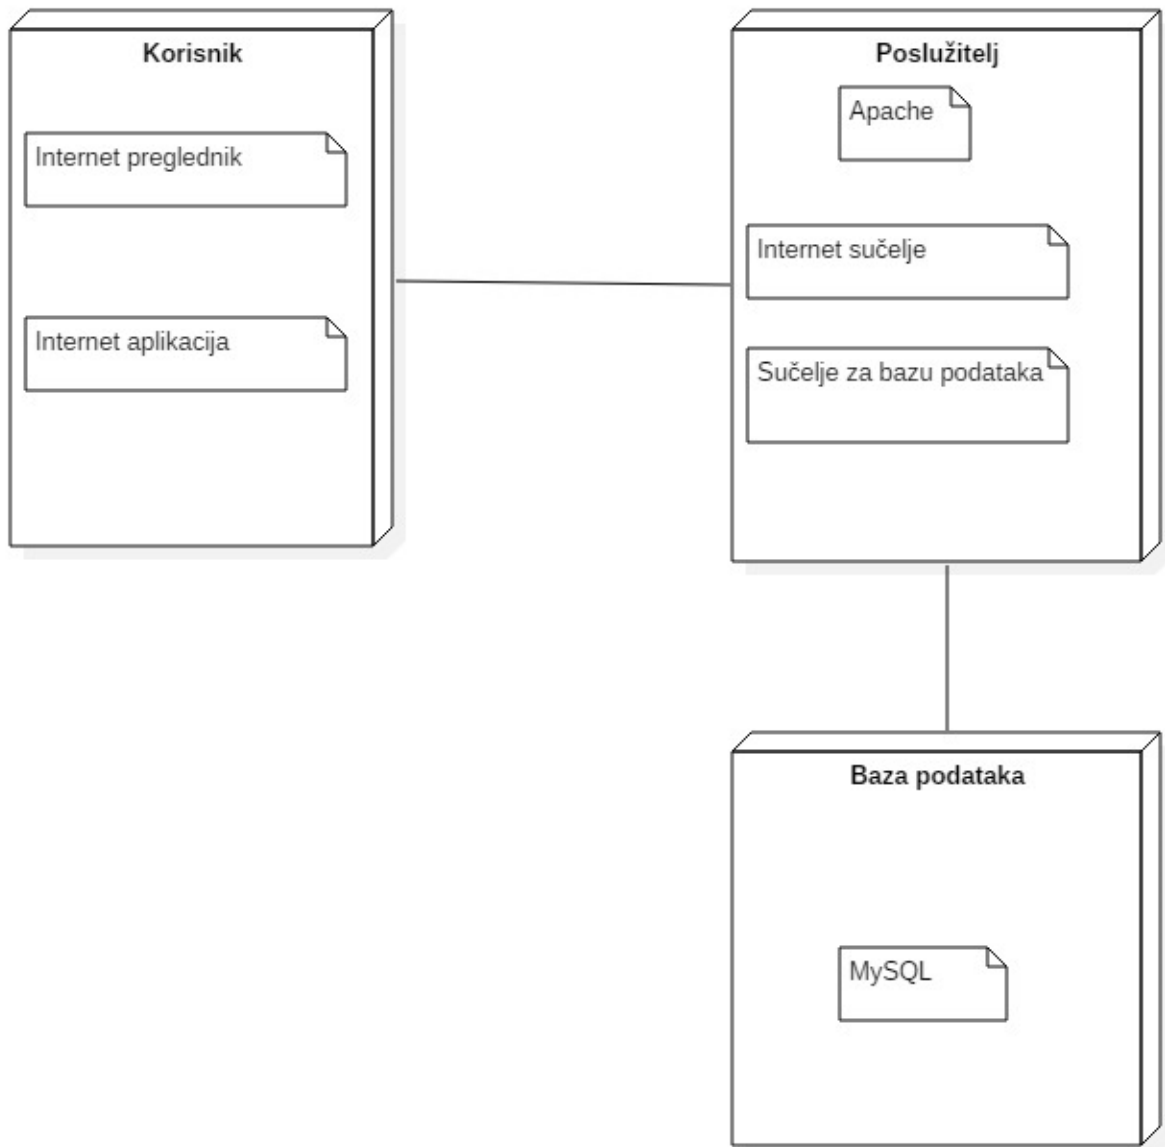 Korisnik
Internet preglednik
Internet aplikacija
Poslužitelj
Apache
Internet sučelje
Sučelje za bazu podataka
Baza podataka
MySQL